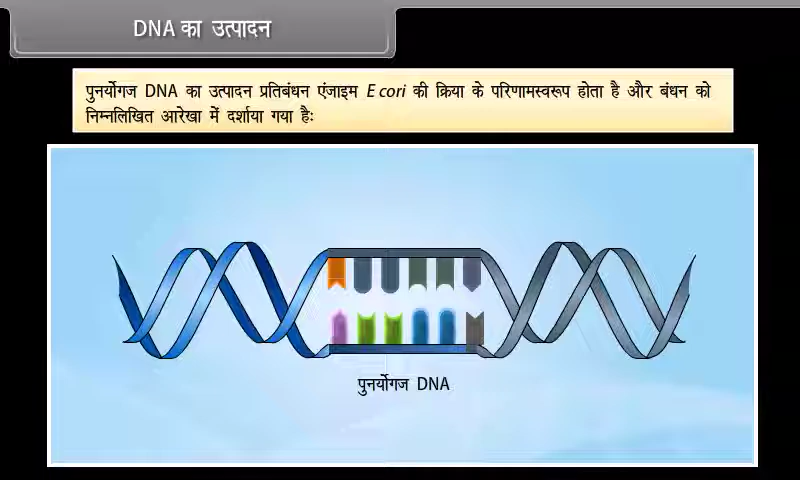 DNA का उत्पादन
पुनर्योगज DNA का उत्पादन प्रतिबंधन एंजाइम E cori की क्रिया के परिणामस्वरूप होता है और बंधन को
निम्नलिखित आरेखा में दर्शाया गया है:
पुनर्योगज DNA